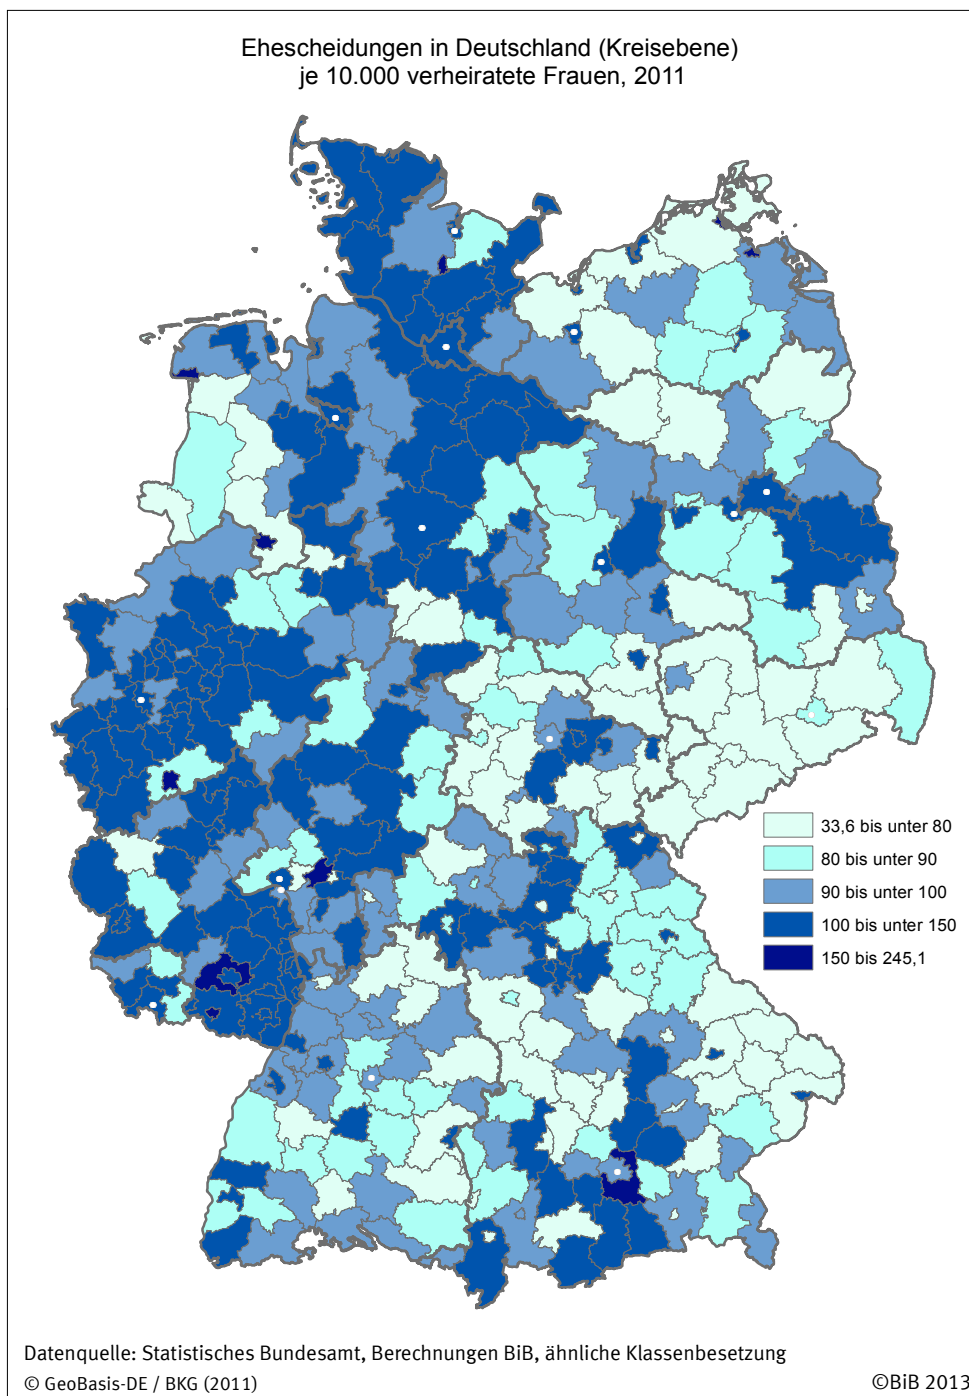 Ehescheidungen in Deutschland (Kreisebene)
je 10.000 verheiratete Frauen, 2011
33,6 bis unter 80
80 bis unter 90
90 bis unter 100
100 bis unter 150
150 bis 245,1
Datenquelle: Statistisches Bundesamt, Berechnungen BiB, ähnliche Klassenbesetzung
© GeoBasis-DE / BKG (2011)
©BiB 2013